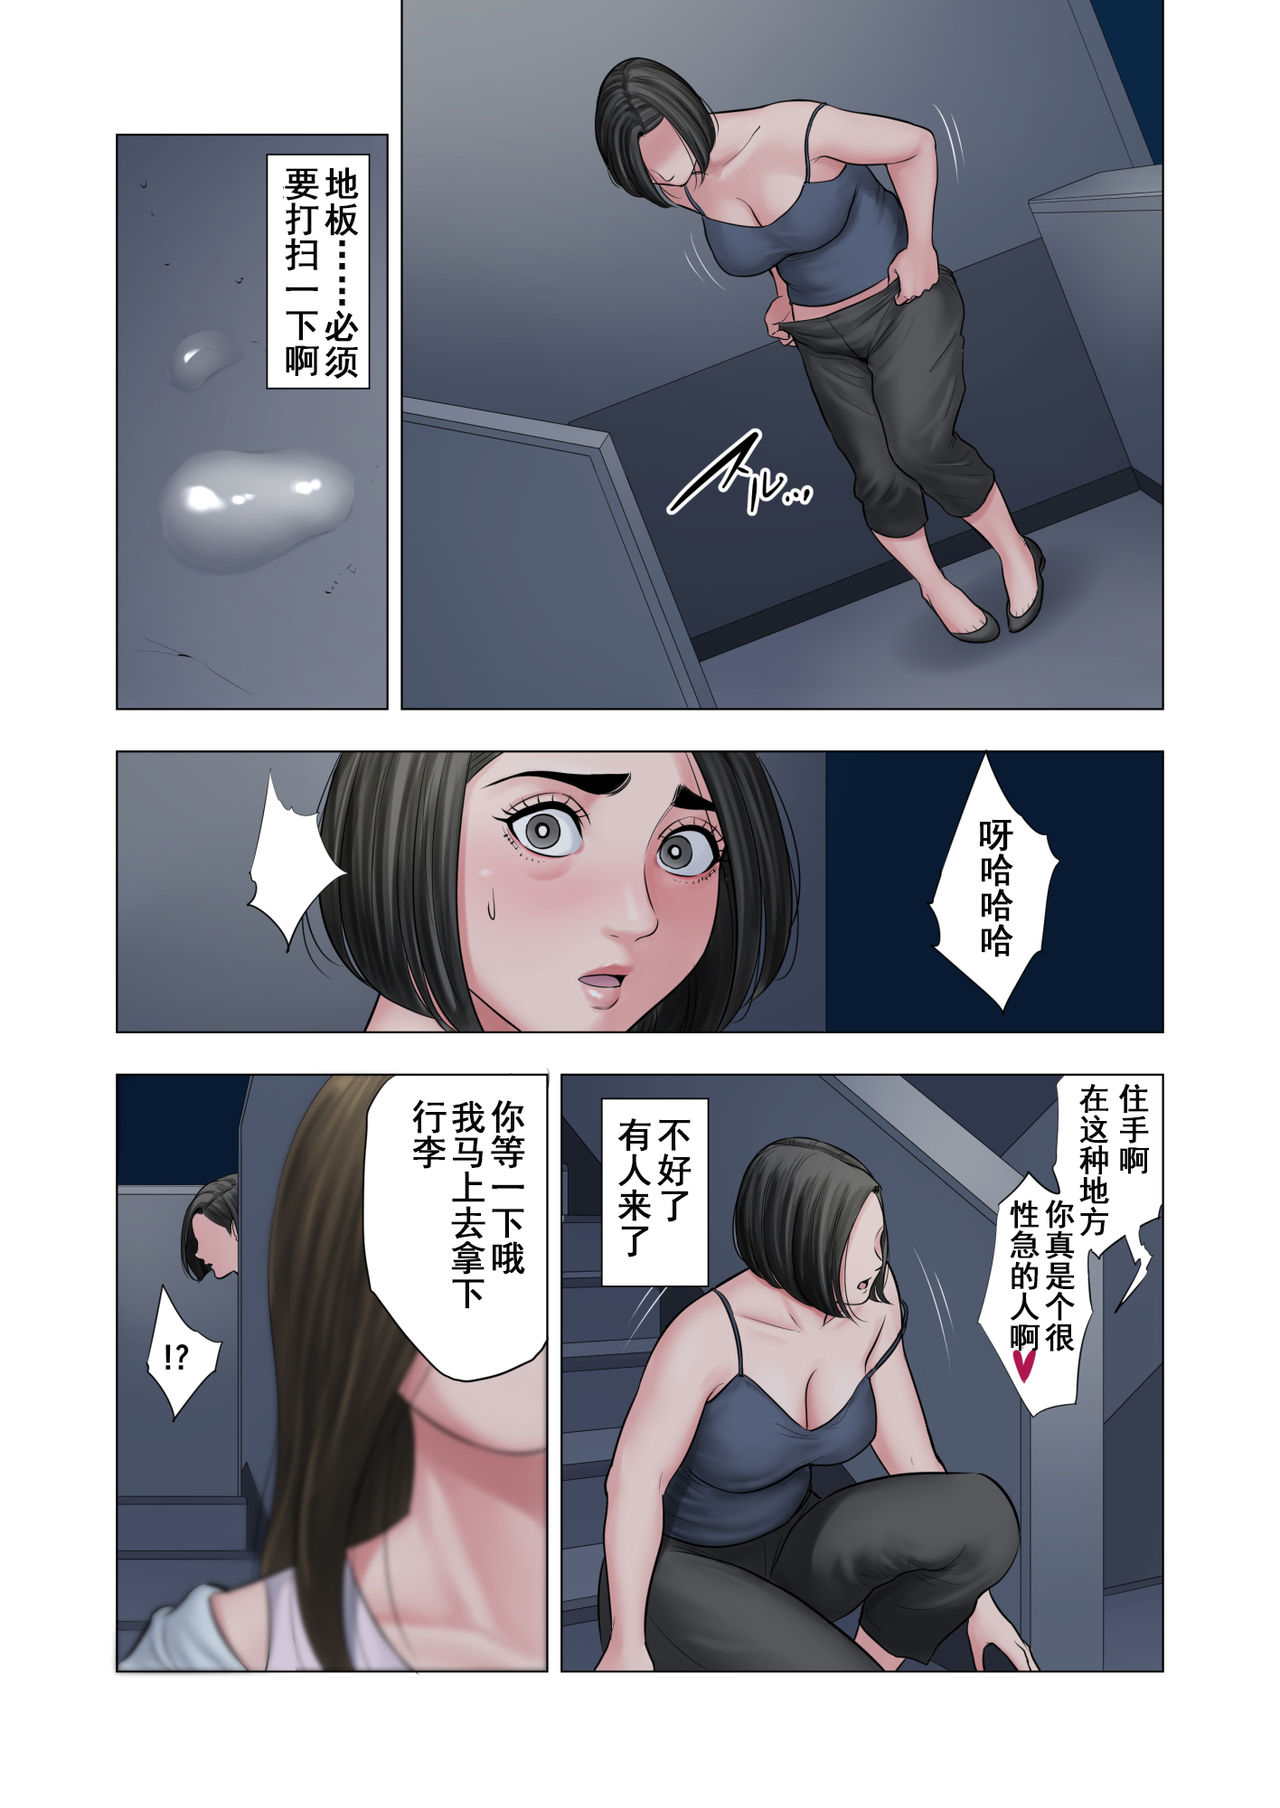 スル…
地板……必须
要打扫一下啊
呀哈哈哈
住手啊
在这种地方
你真是个很
性急的人啊
不好了
有人来了
你等一下哦
我马上去拿下
行李
!?